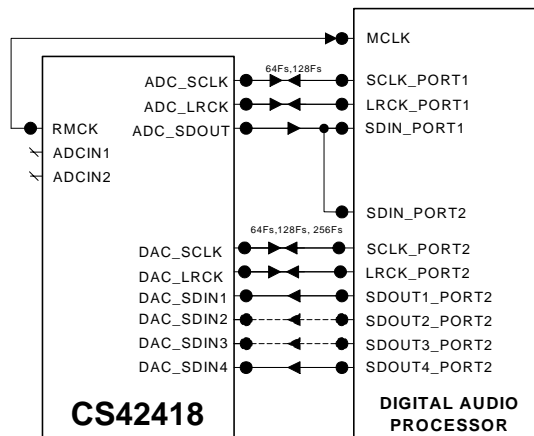 MCLK
64Fs,128Fs
ADC_SCLK
SCLK_PORT1
ADC_LRCK
LRCK_PORT1
RMCK
ADC_SDOUT
SDIN_PORT1
ADCIN1
ADCIN2
SDIN_PORT2
64Fs,128Fs, 256Fs
DAC_SCLK
SCLK_PORT2
DAC_LRCK
LRCK_PORT2
DAC_SDIN1
SDOUT1_PORT2
DAC_SDIN2
SDOUT2_PORT2
DAC_SDIN3
SDOUT3_PORT2
DAC_SDIN4
SDOUT4_PORT2
CS42418
DIGITAL AUDIO
PROCESSOR